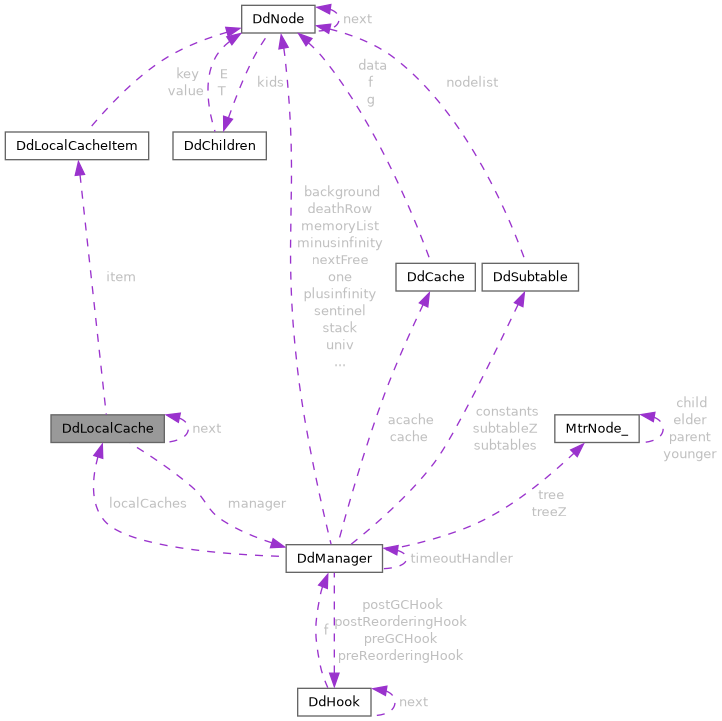 DdNode
next
data
f
g
key
value
E
T
kids
nodelist
DdLocalCacheItem
DdChildren
background
deathRow
memoryList
minusinfinity
nextFree
one
plusinfinity
sentinel
stack
univ
...
DdCache
DdSubtable
item
DdLocalCache
next
acache
cache
constants
subtableZ
subtables
MtrNode_
child
elder
parent
younger
localCaches
manager
tree
treeZ
DdManager
timeoutHandler
f
postGCHook
postReorderingHook
preGCHook
preReorderingHook
DdHook
next